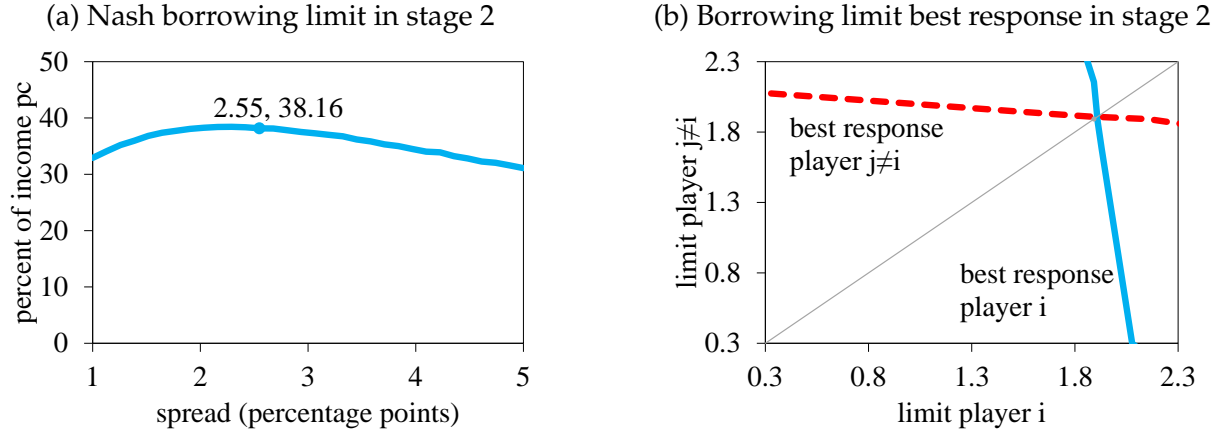 (a) Nash borrowing limit in stage 2
percent of income pc
50
40
30
20
10
0
2.55, 38.16
1 2 3 4 5
spread (percentage points)
(b) Borrowing limit best response in stage 2
limit player j≠i
2.3
1.8
1.3
0.8
0.3
best response
player j≠i
best response
player i
0.3 0.8 1.3 1.8 2.3
limit player i